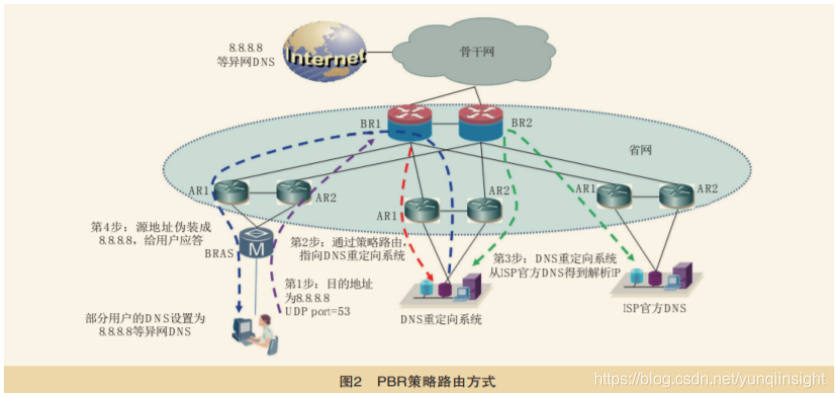 8.8.8.8
等异网DNS
Internet
骨干网
BR1
BR2
省网
AR1
AR2
AR1
AR2
AR1
AR2
第4步：源地址伪装成
8.8.8.8，给用户应答
BRAS
M
第2步：通过策略路由，
指向DNS重定向系统
第1步：目的地址
为8.8.8.8
UDP port=53
第3步：DNS重定向系统
从ISP官方DNS得到解析IP
部分用户的DNS设置为
8.8.8.8等异网DNS
DNS重定向系统
ISP官方DNS
图2 PBR策略路由方式
https://blog.csdn.net/yunqiinsight